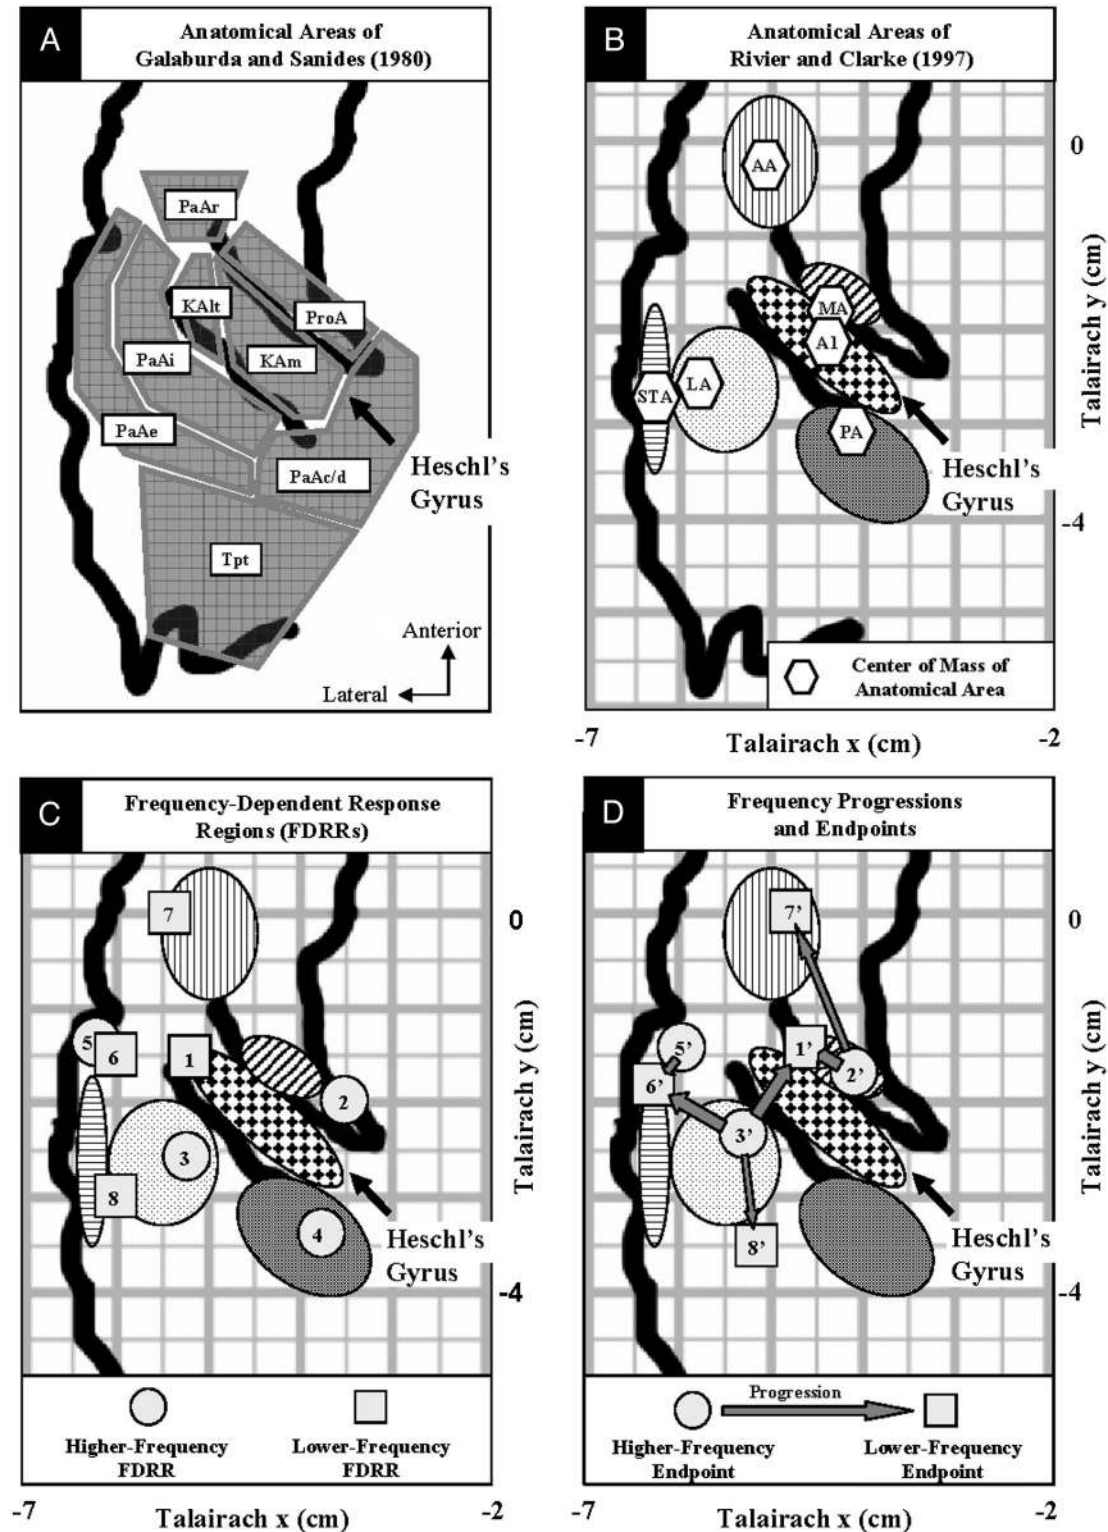 A
Anatomical Areas of
Galaburda and Sanides (1980)
PaAr
KAlt
ProA
PaAi
KAm
PaAe
PaAc/d
Heschl's
Gyrus
Tpt
Anterior
Lateral
B
Anatomical Areas of
Rivier and Clarke (1997)
AA
MA
A1
LA
STA
PA
Heschl's
Gyrus
Center of Mass of
Anatomical Area
0
-4
Talairach y (cm)
-7
Talairach x (cm)
-2
C
Frequency-Dependent Response
Regions (FDRRs)
7
5
6
1
2
3
8
4
Heschl's
Gyrus
0
-4
Talairach y (cm)
Higher-Frequency
FDRR
Lower-Frequency
FDRR
-7
Talairach x (cm)
-2
D
Frequency Progressions
and Endpoints
7’
5’
1’
2’
6’
3’
8’
Heschl's
Gyrus
0
-4
Talairach y (cm)
Progression
Higher-Frequency
Endpoint
Lower-Frequency
Endpoint
-7
Talairach x (cm)
-2